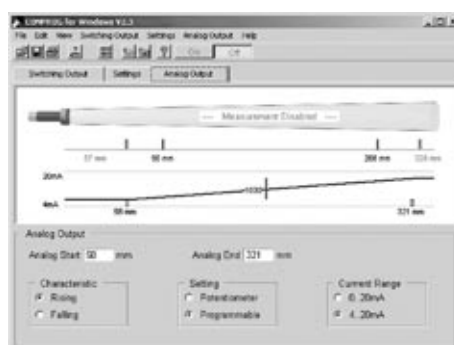 COMPROG for Windows V2.3
File Edit View Switching Output Settings Analog Output Help
On Off
Switching Output Settings Analog Output
--- Measurement Disabled ---
50 mm
20mA
4mA
50 mm 321 mm
Analog Output
Analog Start 50 mm Analog End 321 mm
Characteristic Setting Current Range
Rising Potentiometer 0..20mA
Falling Programmable 4..20mA